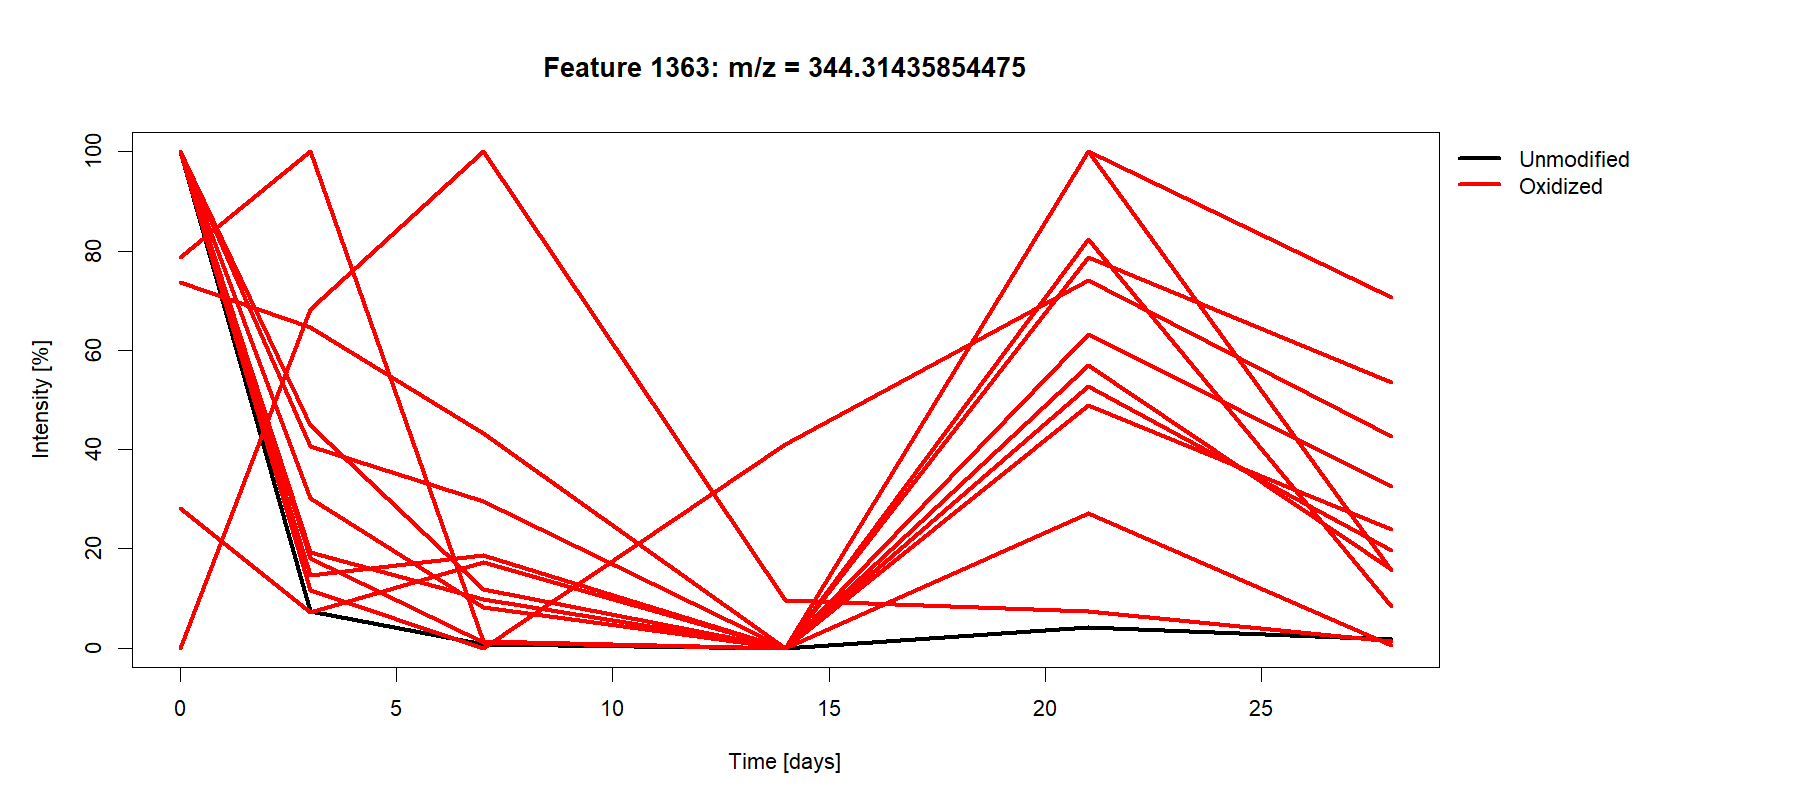 Feature 1363: m/z = 344.31435854475
Unmodified
Oxidized
Intensity [%]
100
80
60
40
20
0
0 5 10 15 20 25
Time [days]